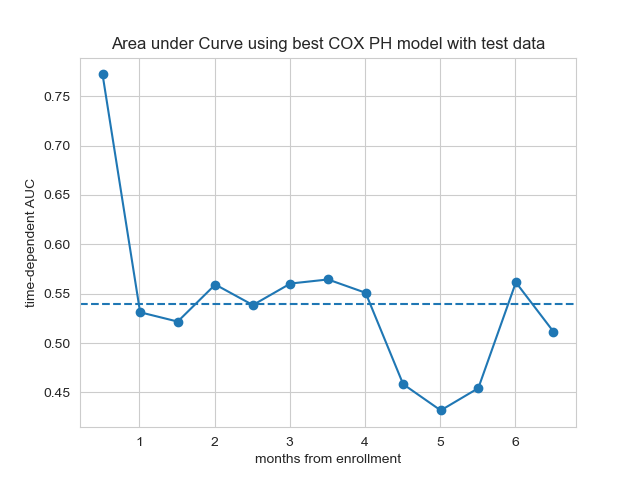 Area under Curve using best COX PH model with test data
time-dependent AUC
0.75
0.70
0.65
0.60
0.55
0.50
0.45
1 2 3 4 5 6
months from enrollment